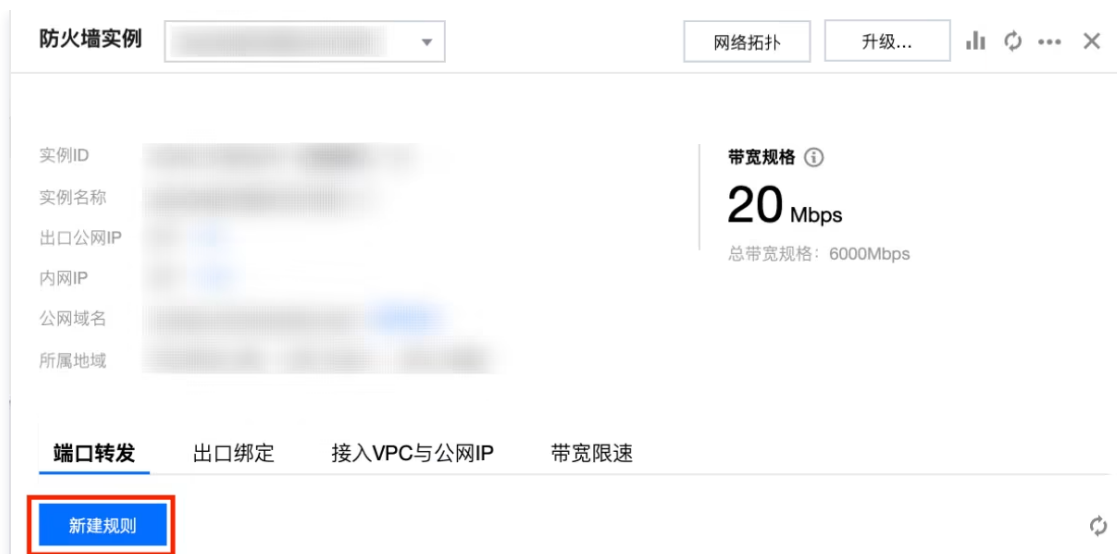 防火墙实例
网络拓扑
升级...
实例ID
实例名称
出口公网IP
内网IP
公网域名
所属地域
带宽规格
20 Mbps
总带宽规格：6000Mbps
端口转发 出口绑定 接入VPC与公网IP 带宽限速
新建规则